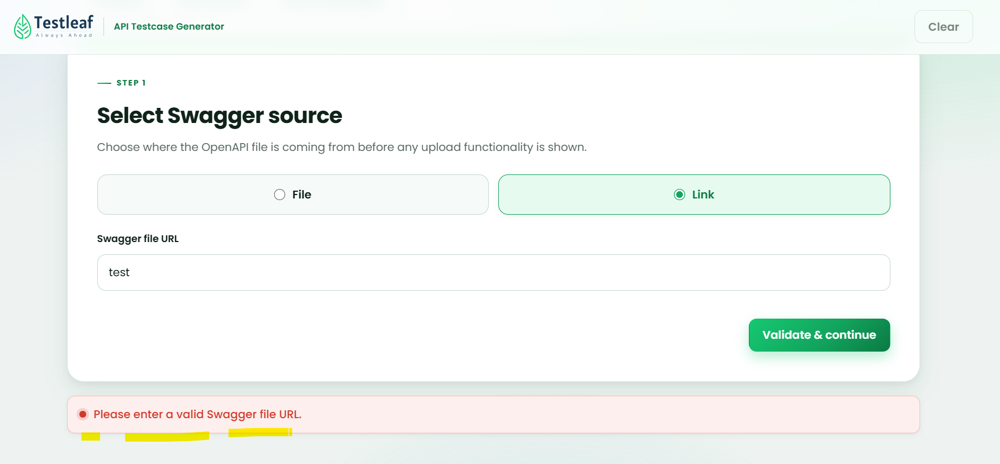 Testleaf
Always Ahead
API Testcase Generator
Clear
STEP 1
Select Swagger source
Choose where the OpenAPI file is coming from before any upload functionality is shown.
File
Link
Swagger file URL
test
Validate & continue
Please enter a valid Swagger file URL.